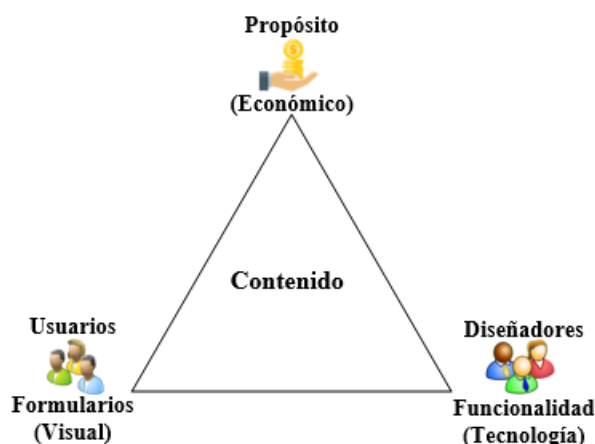 Propósito
(Económico)
Contenido
Usuarios
Formularios
(Visual)
Diseñadores
Funcionalidad
(Tecnología)